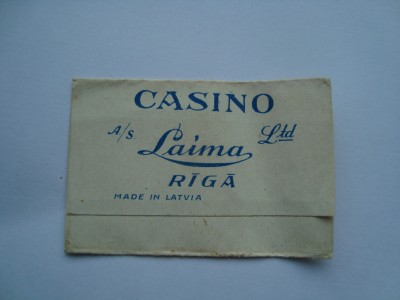 CASINO
A/S. Laima Ltd
RĪGĀ
MADE IN LATVIA